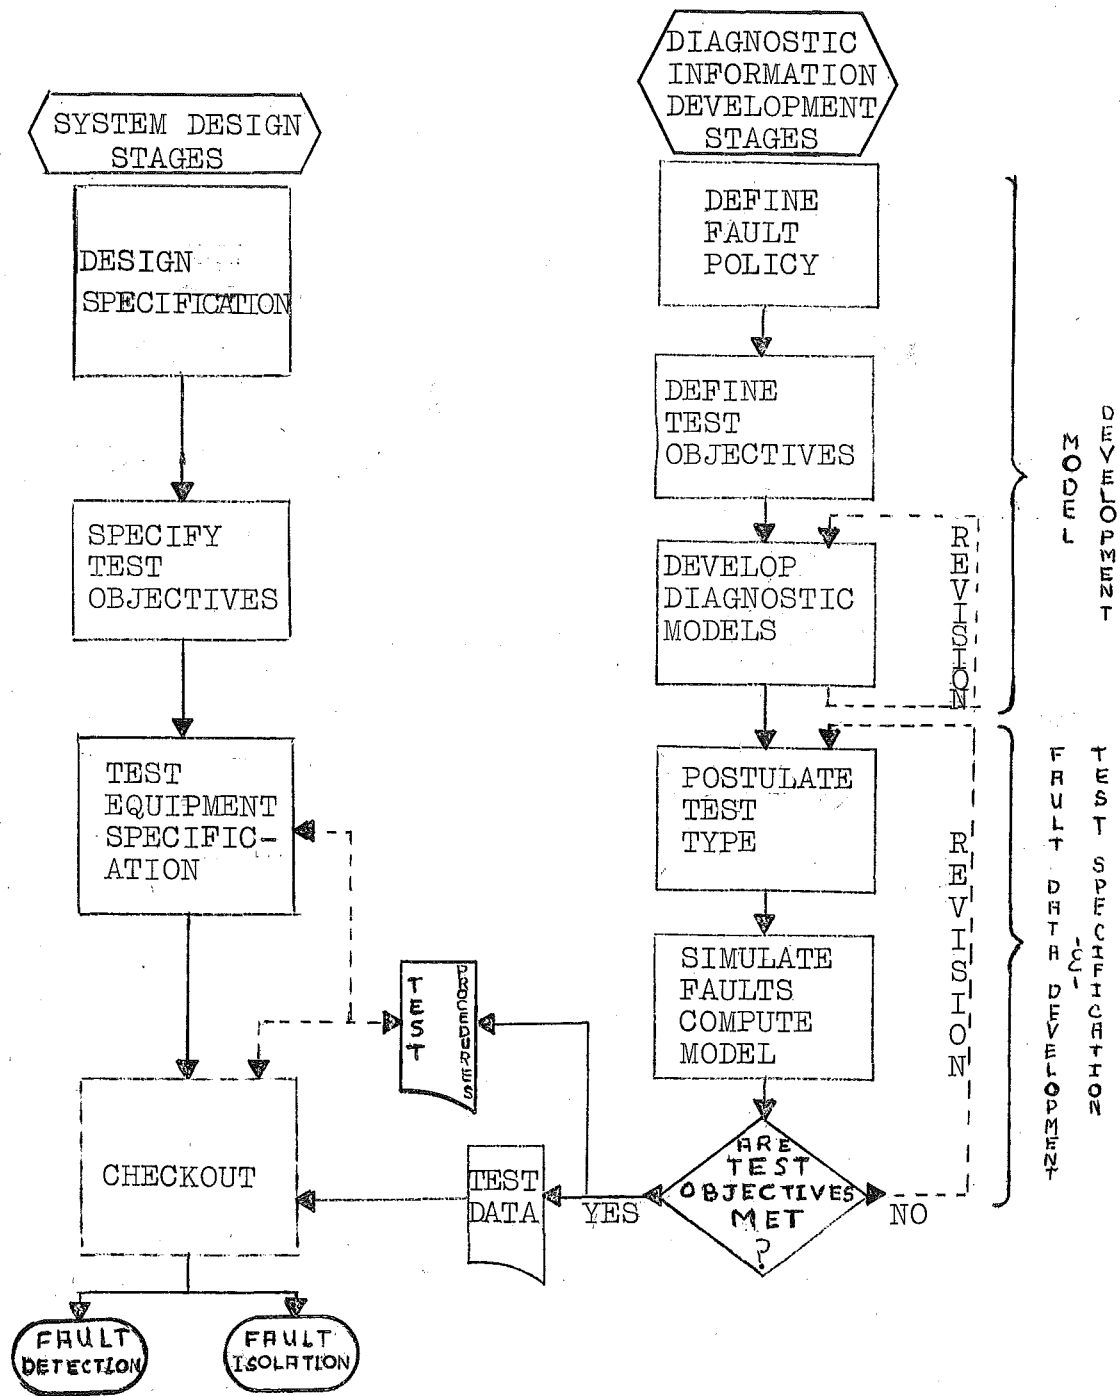 SYSTEM DESIGN
STAGES
DESIGN
SPECIFICATION
SPECIFY
TEST
OBJECTIVES
TEST
EQUIPMENT
SPECIFIC-
ATION
CHECKOUT
FAULT
DETECTION
FAULT
ISOLATION
TEST
PROCEDURES
TEST
DATA
DIAGNOSTIC
INFORMATION
DEVELOPMENT
STAGES
DEFINE
FAULT
POLICY
DEFINE
TEST
OBJECTIVES
DEVELOP
DIAGNOSTIC
MODELS
REVISION
POSTULATE
TEST
TYPE
SIMULATE
FAULTS
COMPUTE
MODEL
REVISION
ARE
TEST
OBJECTIVES
MET
?
YES
NO
MODEL
DEVELOPMENT
TEST SPECIFICATION
&
FAULT DATA DEVELOPMENT